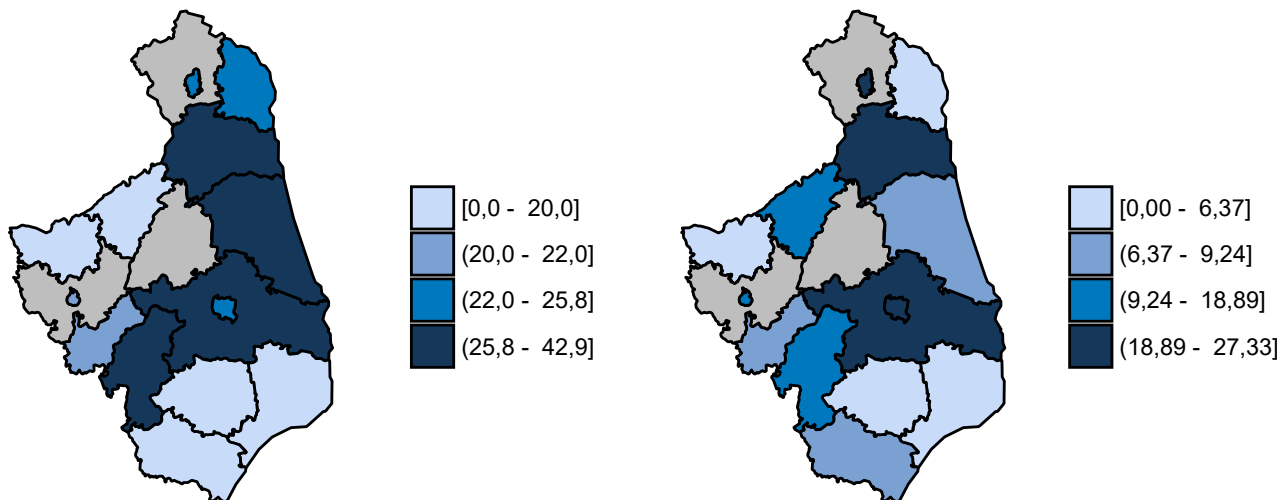 [0,0 - 20,0]
(20,0 - 22,0]
(22,0 - 25,8]
(25,8 - 42,9]
[0,00 - 6,37]
(6,37 - 9,24]
(9,24 - 18,89]
(18,89 - 27,33]